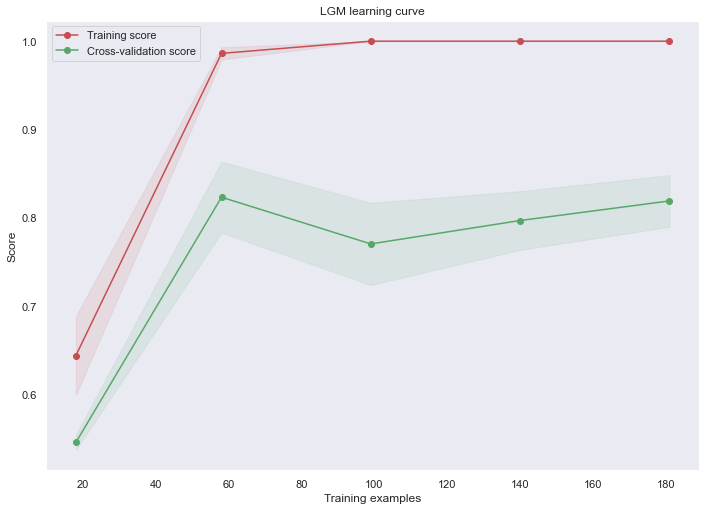 LGM learning curve
Training score
Cross-validation score
1.0
0.9
0.8
0.7
0.6
Score
20 40 60 80 100 120 140 160 180
Training examples